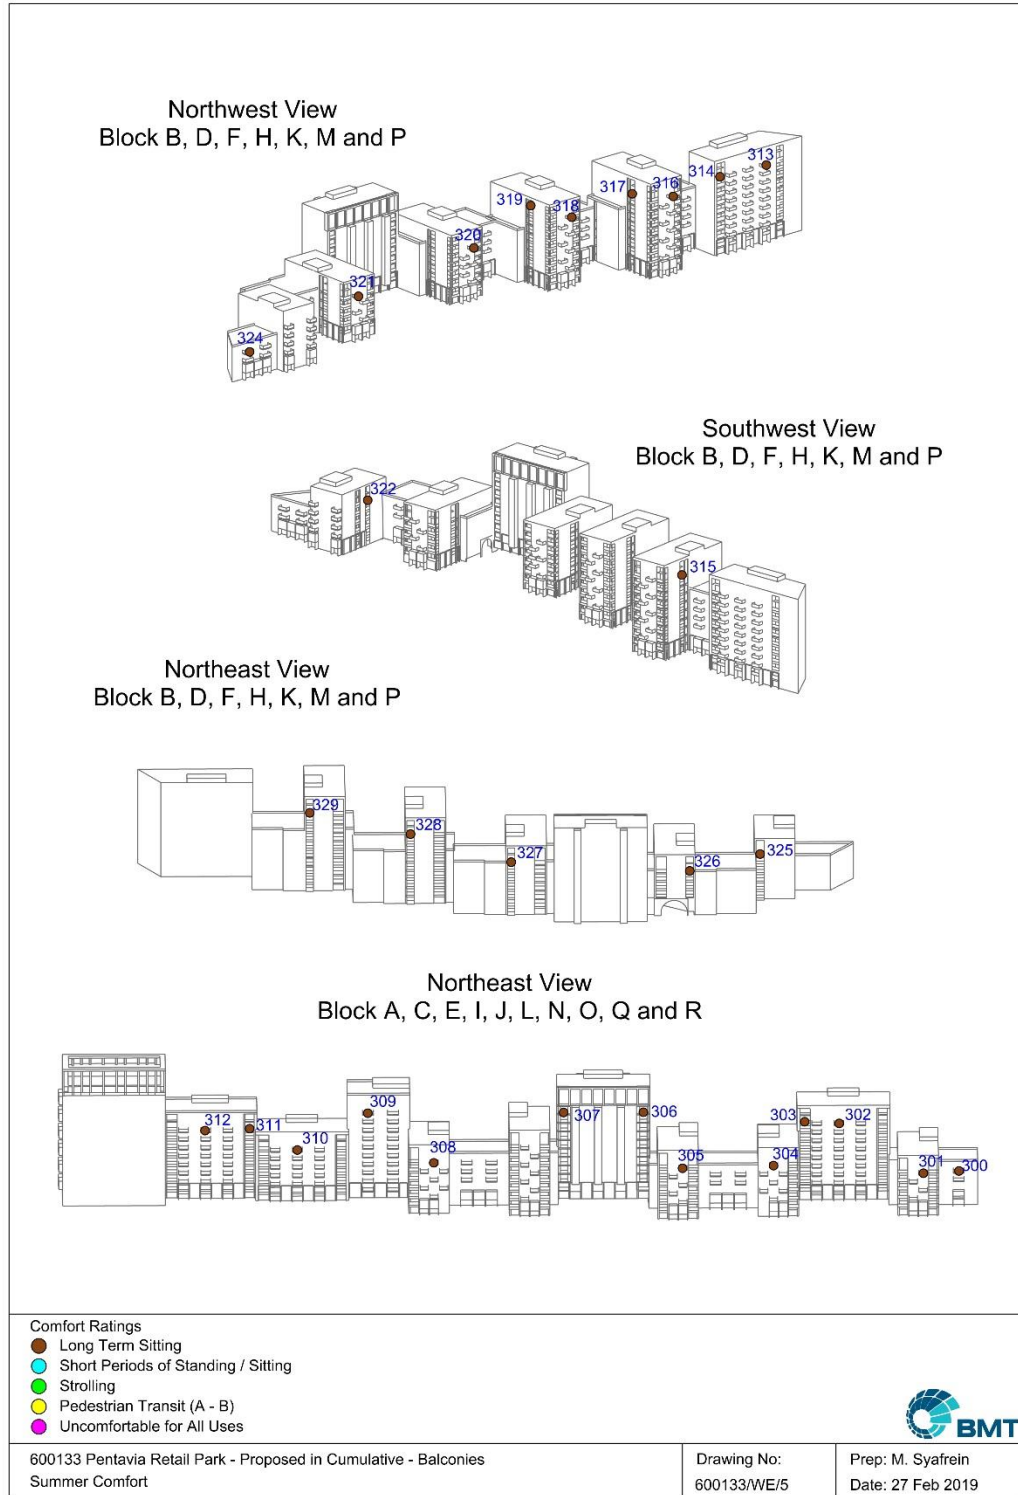 Northwest View
Block B, D, F, H, K, M and P
313
314
316
317
318
319
320
321
324
Southwest View
Block B, D, F, H, K, M and P
322
315
Northeast View
Block B, D, F, H, K, M and P
329
328
327
326
325
Northeast View
Block A, C, E, I, J, L, N, O, Q and R
312
311
310
309
308
307
306
305
304
303
302
301
300
Comfort Ratings
Long Term Sitting
Short Periods of Standing / Sitting
Strolling
Pedestrian Transit (A - B)
Uncomfortable for All Uses
BMT
600133 Pentavia Retail Park - Proposed in Cumulative - Balconies
Summer Comfort
Drawing No:
600133/WE/5
Prep: M. Syafrein
Date: 27 Feb 2019